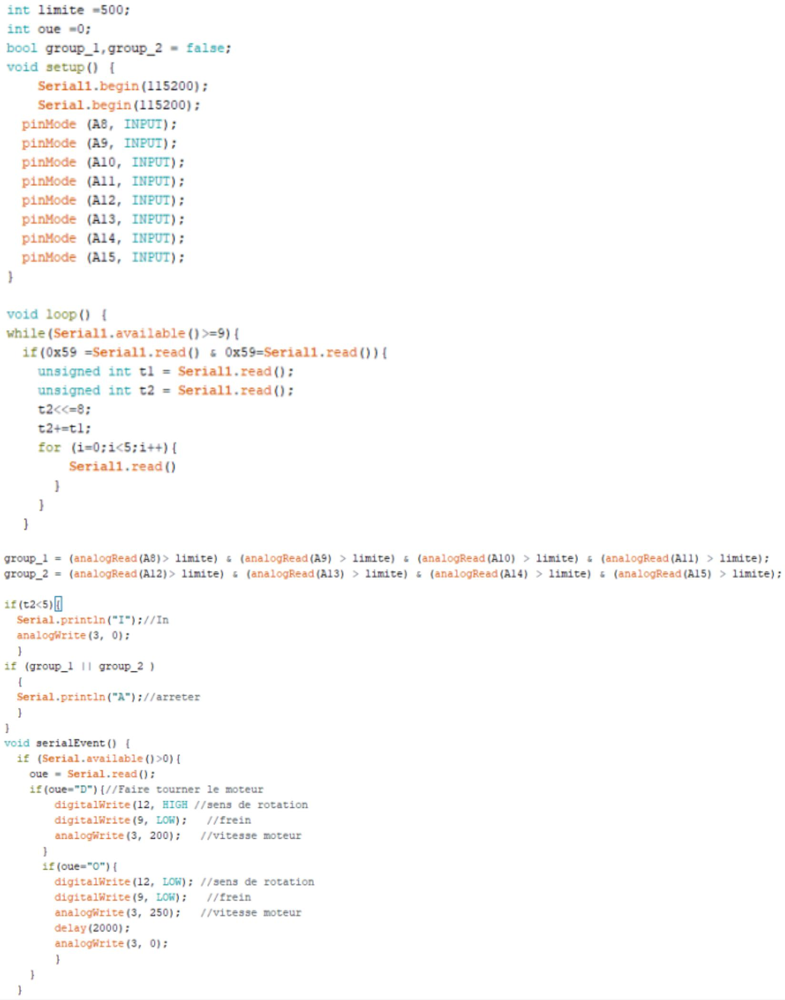 int limite =500;
int oue =0;
bool group_1,group_2 = false;
void setup() {
Serial1.begin(115200);
Serial.begin(115200);
pinMode (A8, INPUT);
pinMode (A9, INPUT);
pinMode (A10, INPUT);
pinMode (A11, INPUT);
pinMode (A12, INPUT);
pinMode (A13, INPUT);
pinMode (A14, INPUT);
pinMode (A15, INPUT);
}
void loop() {
while(Serial1.available()>=9){
if(0x59 =Serial1.read() & 0x59=Serial1.read()){
unsigned int t1 = Serial1.read();
unsigned int t2 = Serial1.read();
t2<<=8;
t2+=t1;
for (i=0;i<5;i++){
Serial1.read()
}
}
}
group_1 = (analogRead(A8)> limite) & (analogRead(A9) > limite) & (analogRead(A10) > limite) & (analogRead(A11) > limite);
group_2 = (analogRead(A12)> limite) & (analogRead(A13) > limite) & (analogRead(A14) > limite) & (analogRead(A15) > limite);
if(t2<5){
Serial.println("I");//In
analogWrite(3, 0);
}
if (group_1 || group_2 )
{
Serial.println("A");//arreter
}
}
void serialEvent() {
if (Serial.available()>0){
oue = Serial.read();
if(oue="D"){//Faire tourner le moteur
digitalWrite(12, HIGH //sens de rotation
digitalWrite(9, LOW); //frein
analogWrite(3, 200); //vitesse moteur
}
if(oue="O"){
digitalWrite(12, LOW); //sens de rotation
digitalWrite(9, LOW); //frein
analogWrite(3, 250); //vitesse moteur
delay(2000);
analogWrite(3, 0);
}
}
}